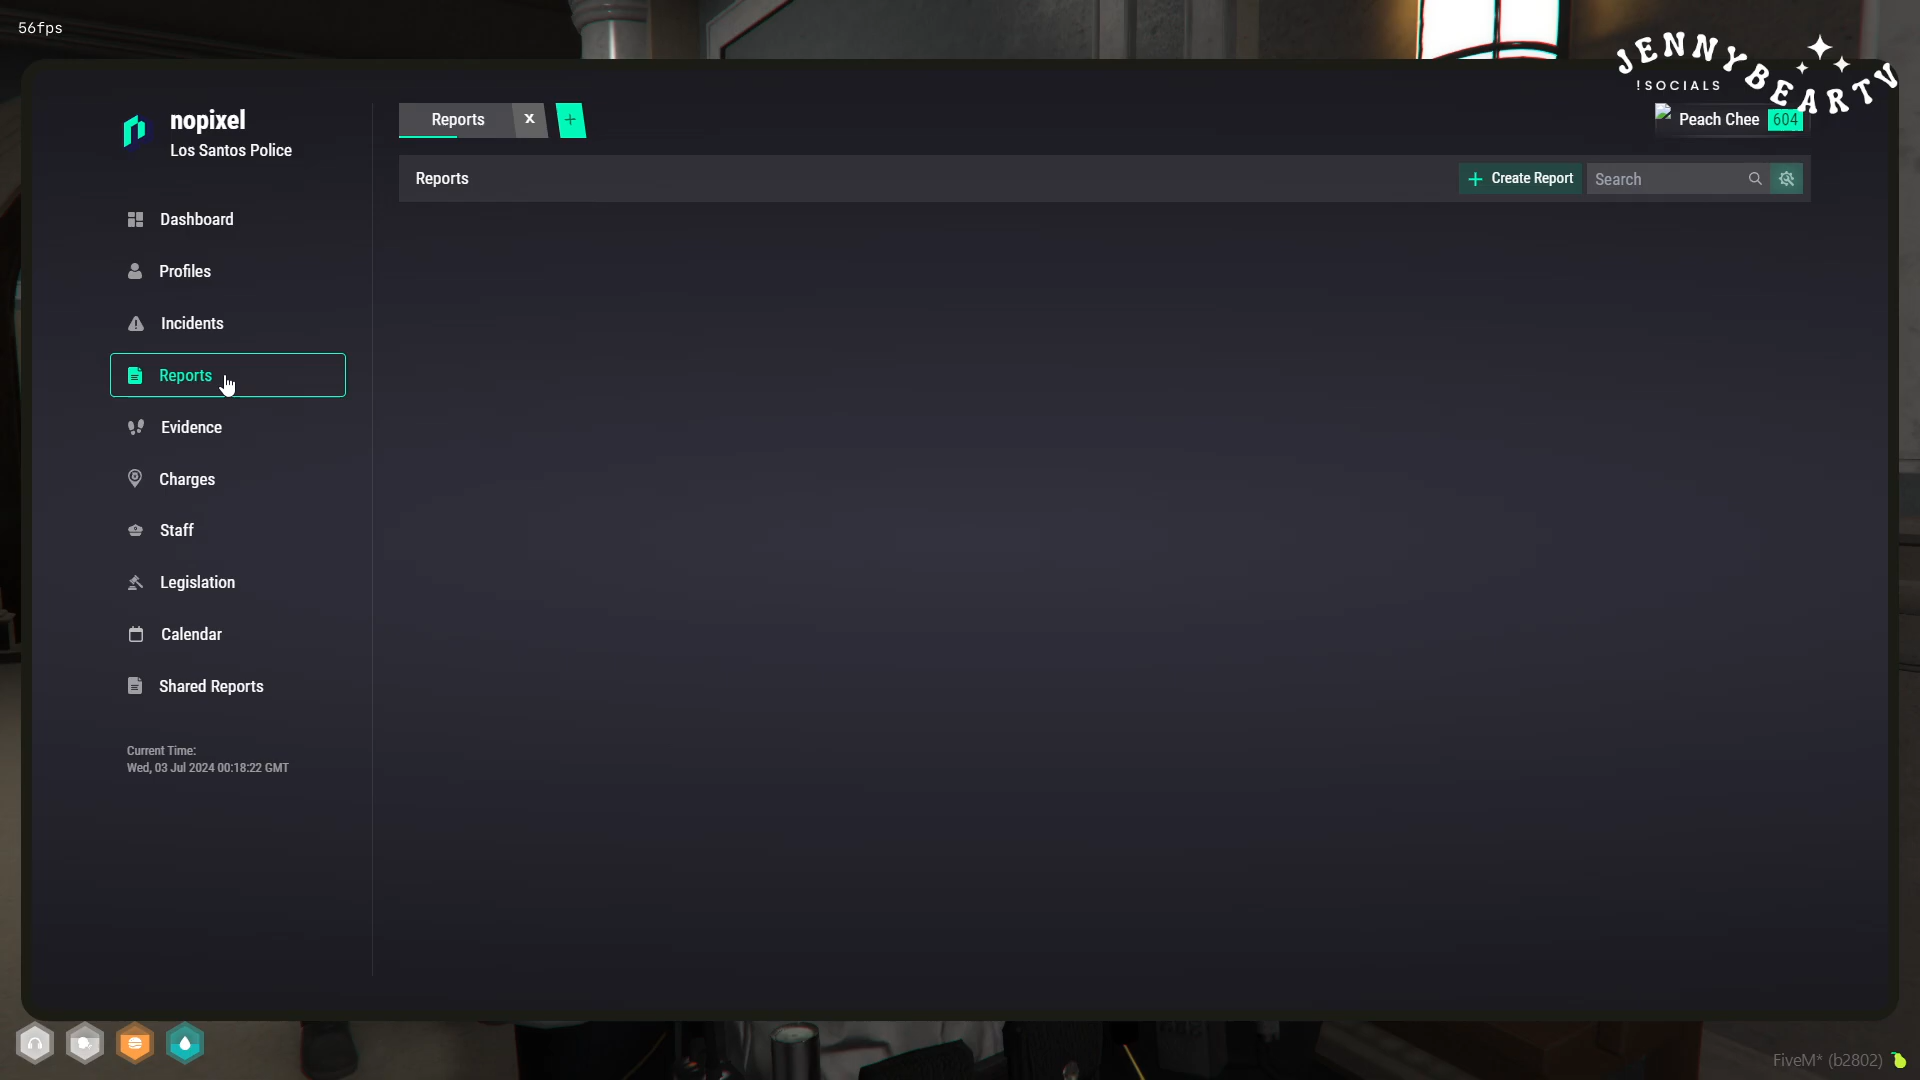 56fps
JENNYBEARTV
!SOCIALS
nopixel
Los Santos Police
Reports
x
+
Peach Chee 604
Reports
+ Create Report
Search
Dashboard
Profiles
Incidents
Reports
Evidence
Charges
Staff
Legislation
Calendar
Shared Reports
Current Time:
Wed, 03 Jul 2024 00:18:22 GMT
FiveM* (b2802)